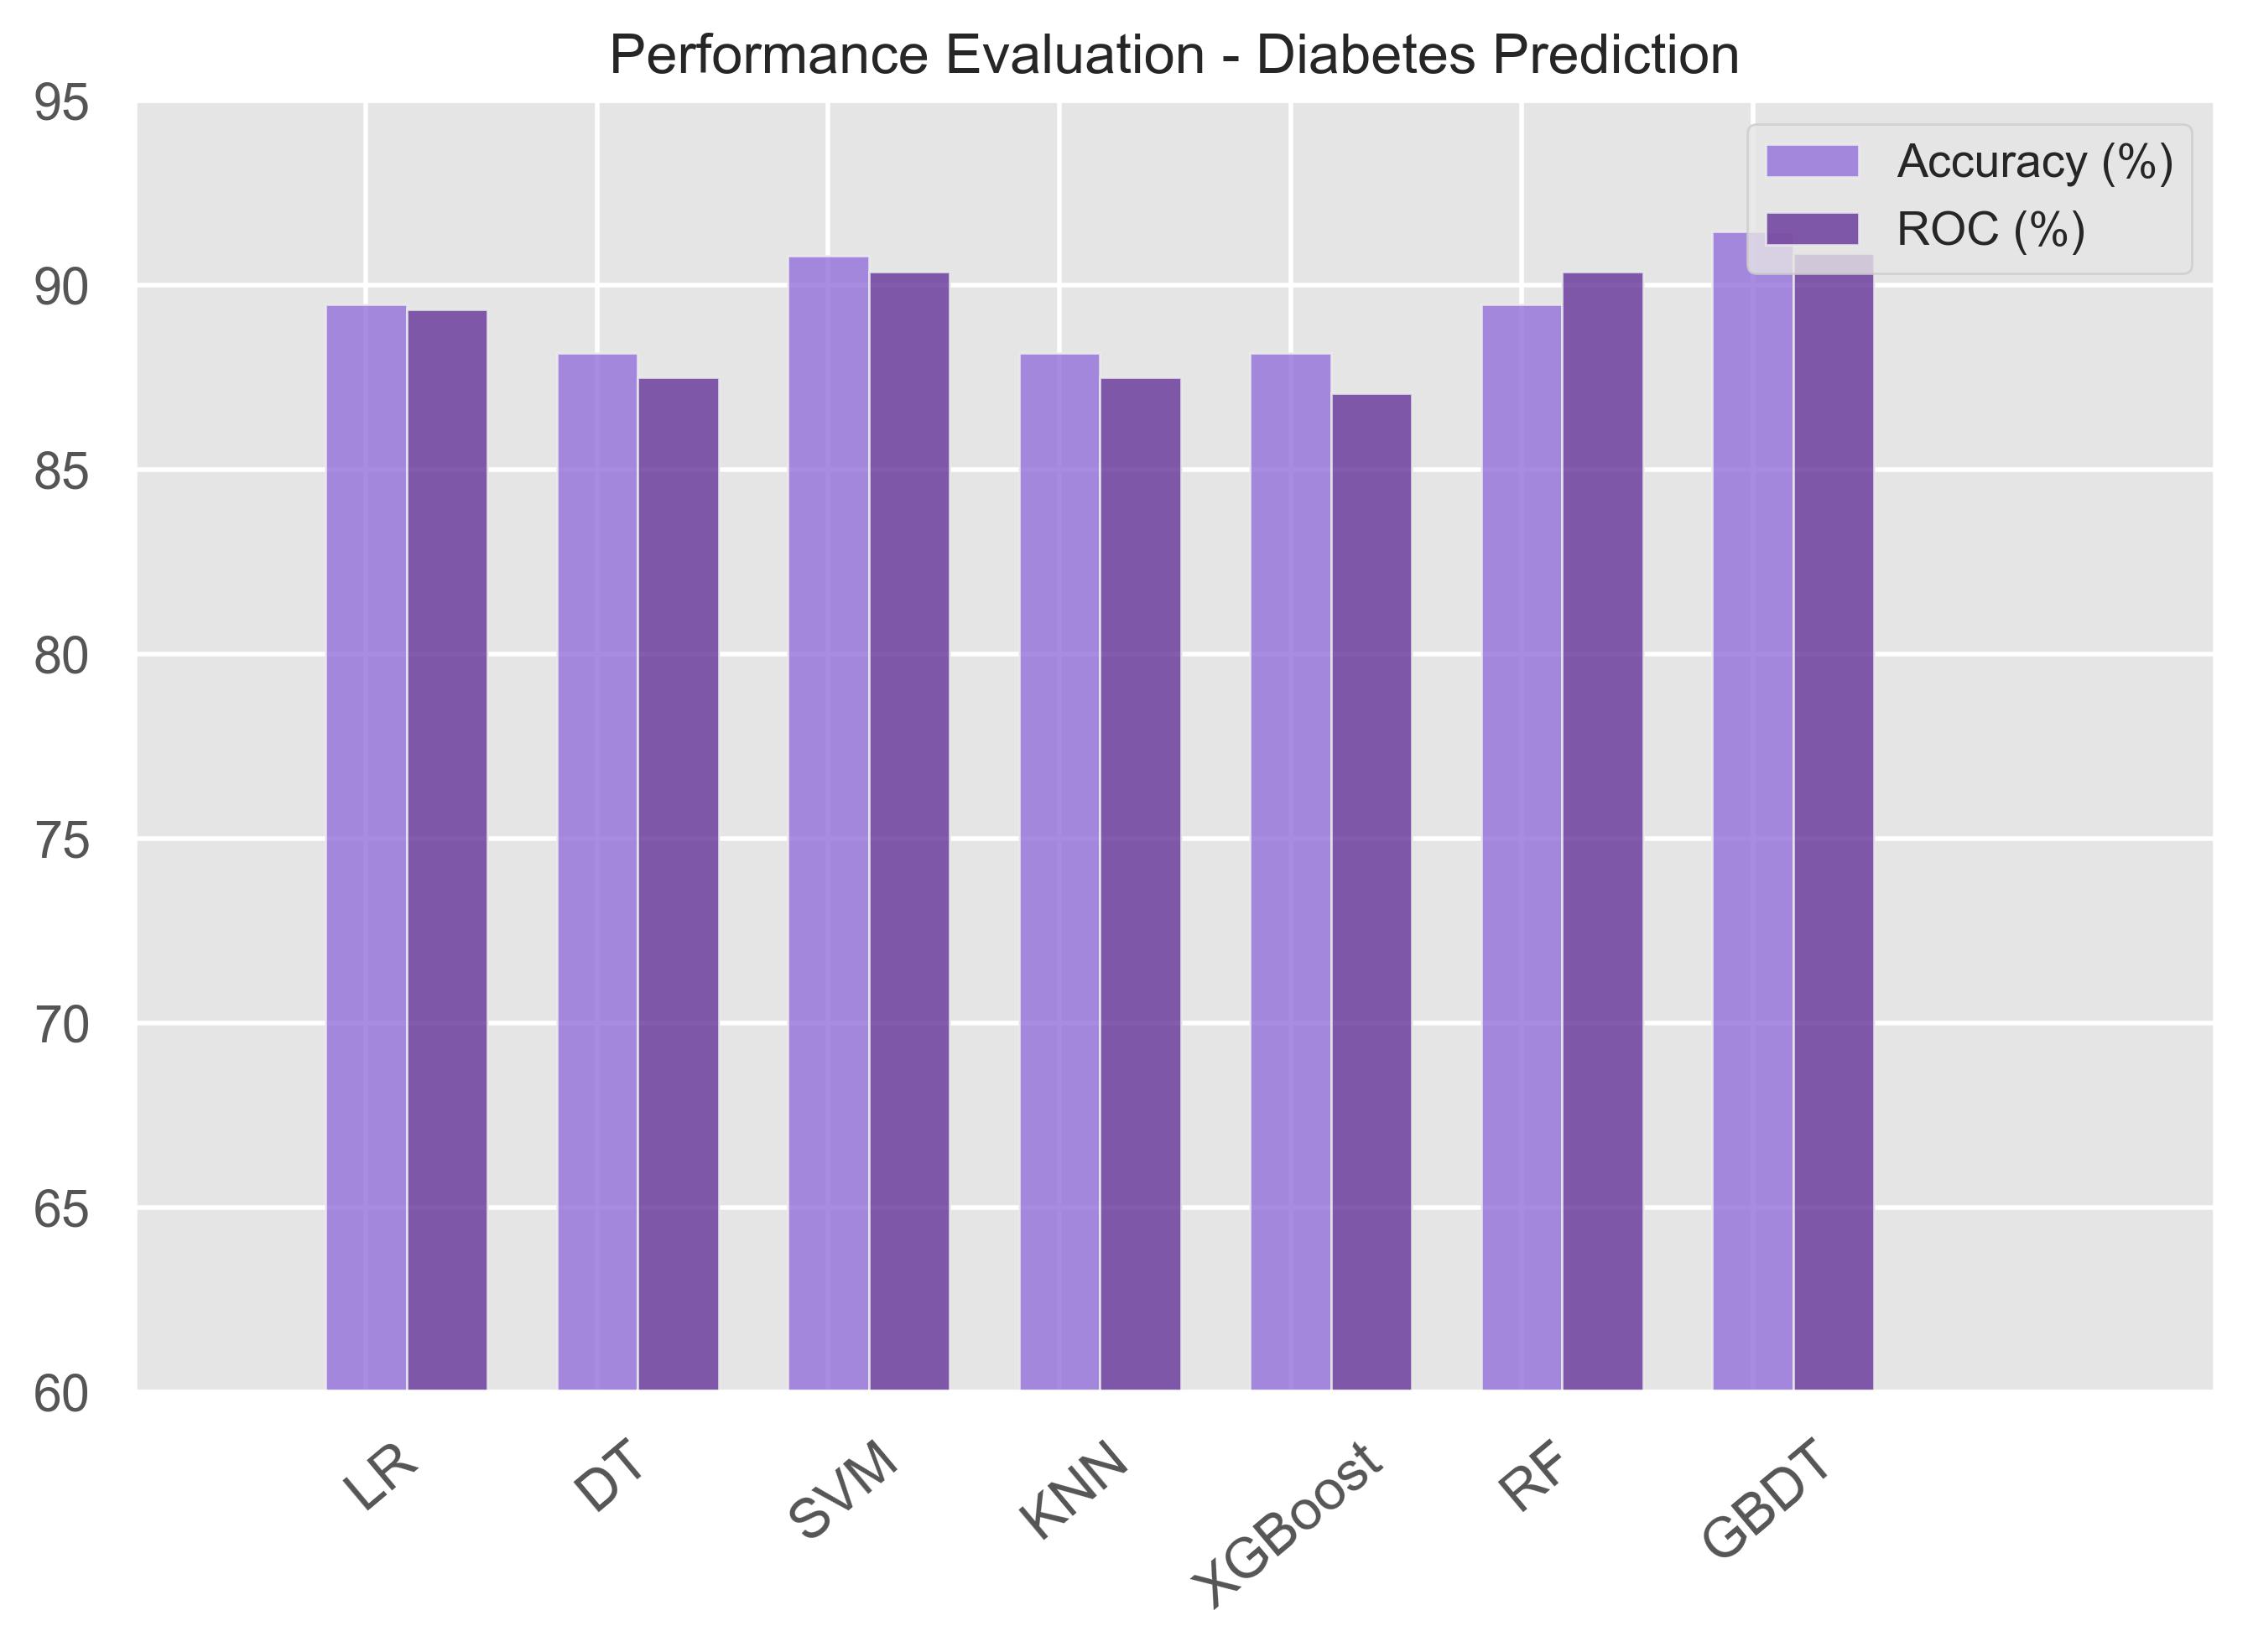 Performance Evaluation - Diabetes Prediction
95
90
85
80
75
70
65
60
Accuracy (%)
ROC (%)
LR
DT
SVM
KNN
XGBoost
RF
GBDT